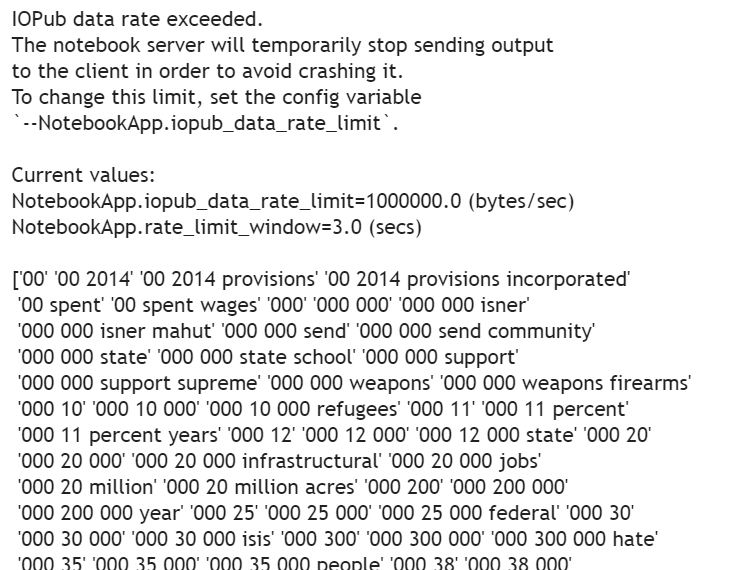 IOPub data rate exceeded.
The notebook server will temporarily stop sending output
to the client in order to avoid crashing it.
To change this limit, set the config variable
`--NotebookApp.iopub_data_rate_limit`.
Current values:
NotebookApp.iopub_data_rate_limit=1000000.0 (bytes/sec)
NotebookApp.rate_limit_window=3.0 (secs)
['00' '00 2014' '00 2014 provisions' '00 2014 provisions incorporated'
'00 spent' '00 spent wages' '000' '000 000' '000 000 isner'
'000 000 isner mahut' '000 000 send' '000 000 send community'
'000 000 state' '000 000 state school' '000 000 support'
'000 000 support supreme' '000 000 weapons' '000 000 weapons firearms'
'000 10' '000 10 000' '000 10 000 refugees' '000 11' '000 11 percent'
'000 11 percent years' '000 12' '000 12 000' '000 12 000 state' '000 20'
'000 20 000' '000 20 000 infrastructural' '000 20 000 jobs'
'000 20 million' '000 20 million acres' '000 200' '000 200 000'
'000 200 000 year' '000 25' '000 25 000' '000 25 000 federal' '000 30'
'000 30 000' '000 30 000 isis' '000 300' '000 300 000' '000 300 000 hate'
'000 35' '000 35 000' '000 35 000 people' '000 38' '000 38 000'